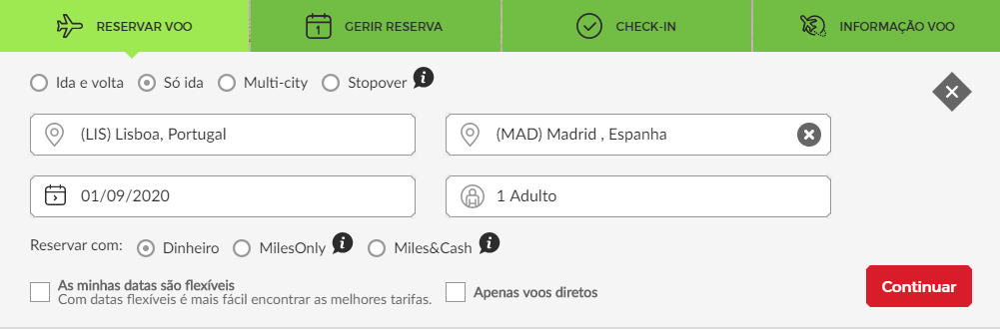 RESERVAR VOO
1
GERIR RESERVA
CHECK-IN
INFORMAÇÃO VOO
Ida e volta
Só ida
Multi-city
Stopover
i
(LIS) Lisboa, Portugal
(MAD) Madrid , Espanha
01/09/2020
1 Adulto
Reservar com:
Dinheiro
MilesOnly
i
Miles&Cash
i
As minhas datas são flexíveis
Com datas flexíveis é mais fácil encontrar as melhores tarifas.
Apenas voos diretos
Continuar